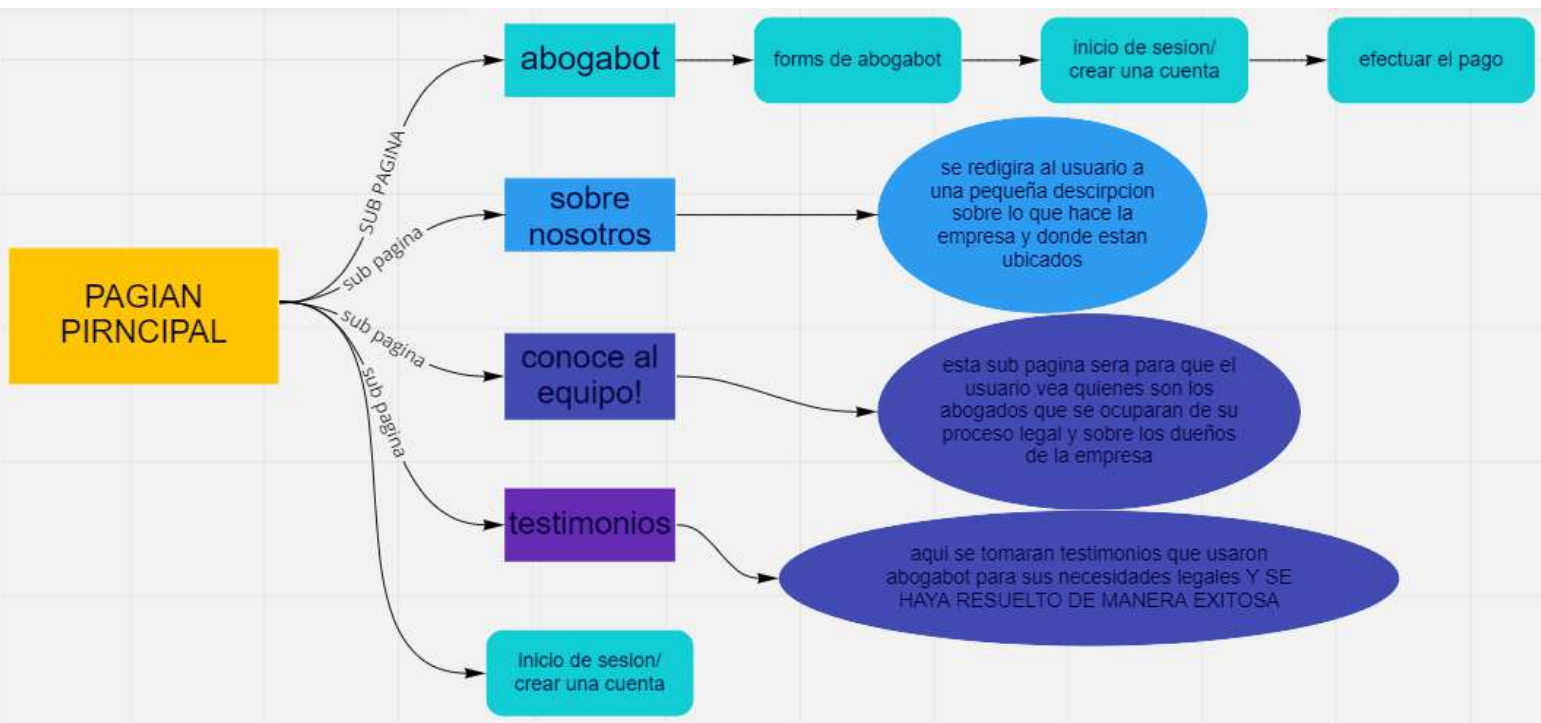 abogabot
forms de abogabot
inicio de sesion/
crear una cuenta
efectuar el pago
SUB PAGINA
sobre
nosotros
se redigira al usuario a
una pequeña descirpcion
sobre lo que hace la
empresa y donde estan
ubicados
sub pagina
PAGIAN
PIRNCIPAL
sub pagina
conoce al
equipo!
esta sub pagina sera para que el
usuario vea quienes son los
abogados que se ocuparan de su
proceso legal y sobre los dueños
de la empresa
sub pagina
testimonios
aqui se tomaran testimonios que usaron
abogabot para sus necesidades legales Y SE
HAYA RESUELTO DE MANERA EXITOSA
inicio de sesion/
crear una cuenta